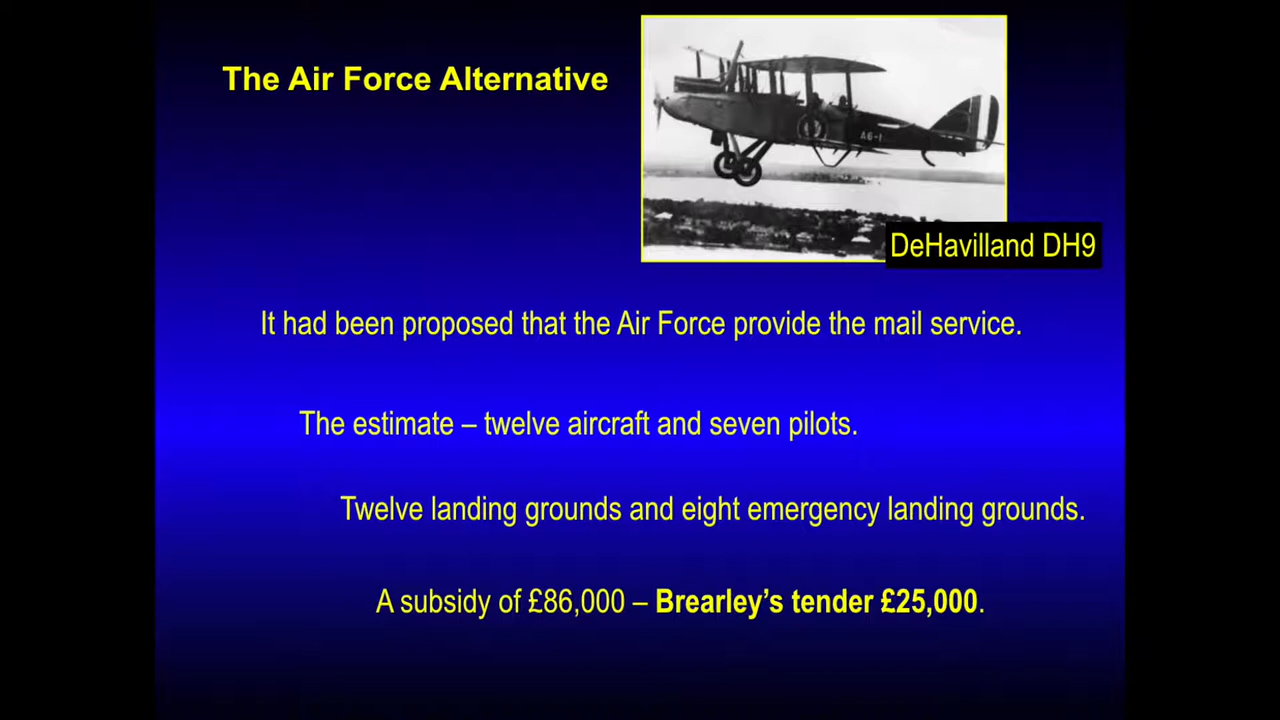 The Air Force Alternative
A6-1
DeHavilland DH9
It had been proposed that the Air Force provide the mail service.
The estimate – twelve aircraft and seven pilots.
Twelve landing grounds and eight emergency landing grounds.
A subsidy of £86,000 – Brearley’s tender £25,000.